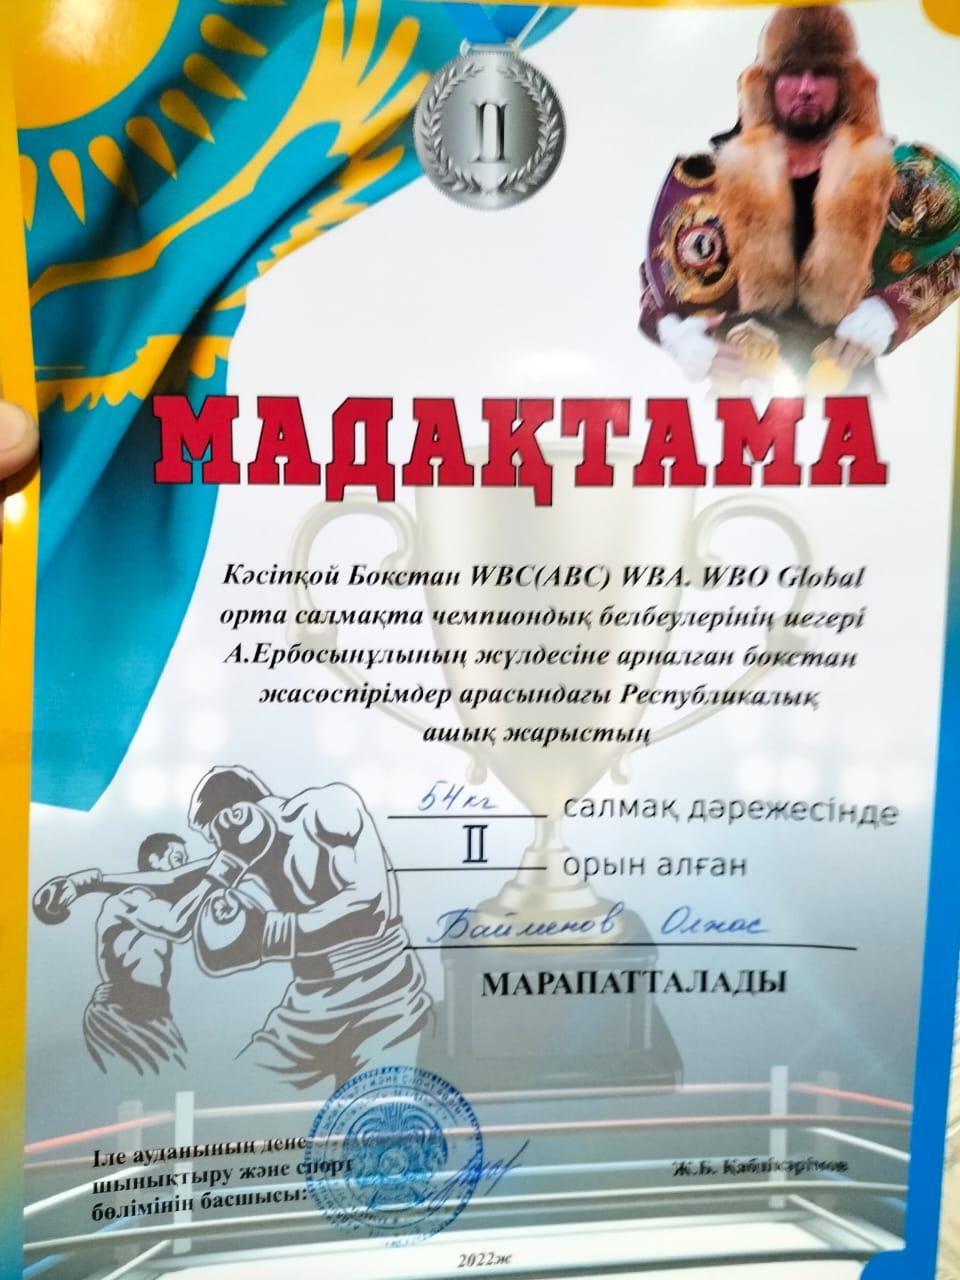 II
МАДАҚТАМА
Кәсіпқой Бокстан WBC(ABC) WBA. WBO Global
орта салмақта чемпиондық белбеулерінің иегері
А.Ербосынұлының жүлдесіне арналған бокстан
жасөспірімдер арасындағы Республикалық
ашық жарыстың
54кг салмақ дәрежесінде
II орын алған
Байменов Олжас
МАРАПАТТАЛАДЫ
Іле ауданының дене
шынықтыру және спорт
бөлімінің басшысы:
Ж.Б.
2022ж